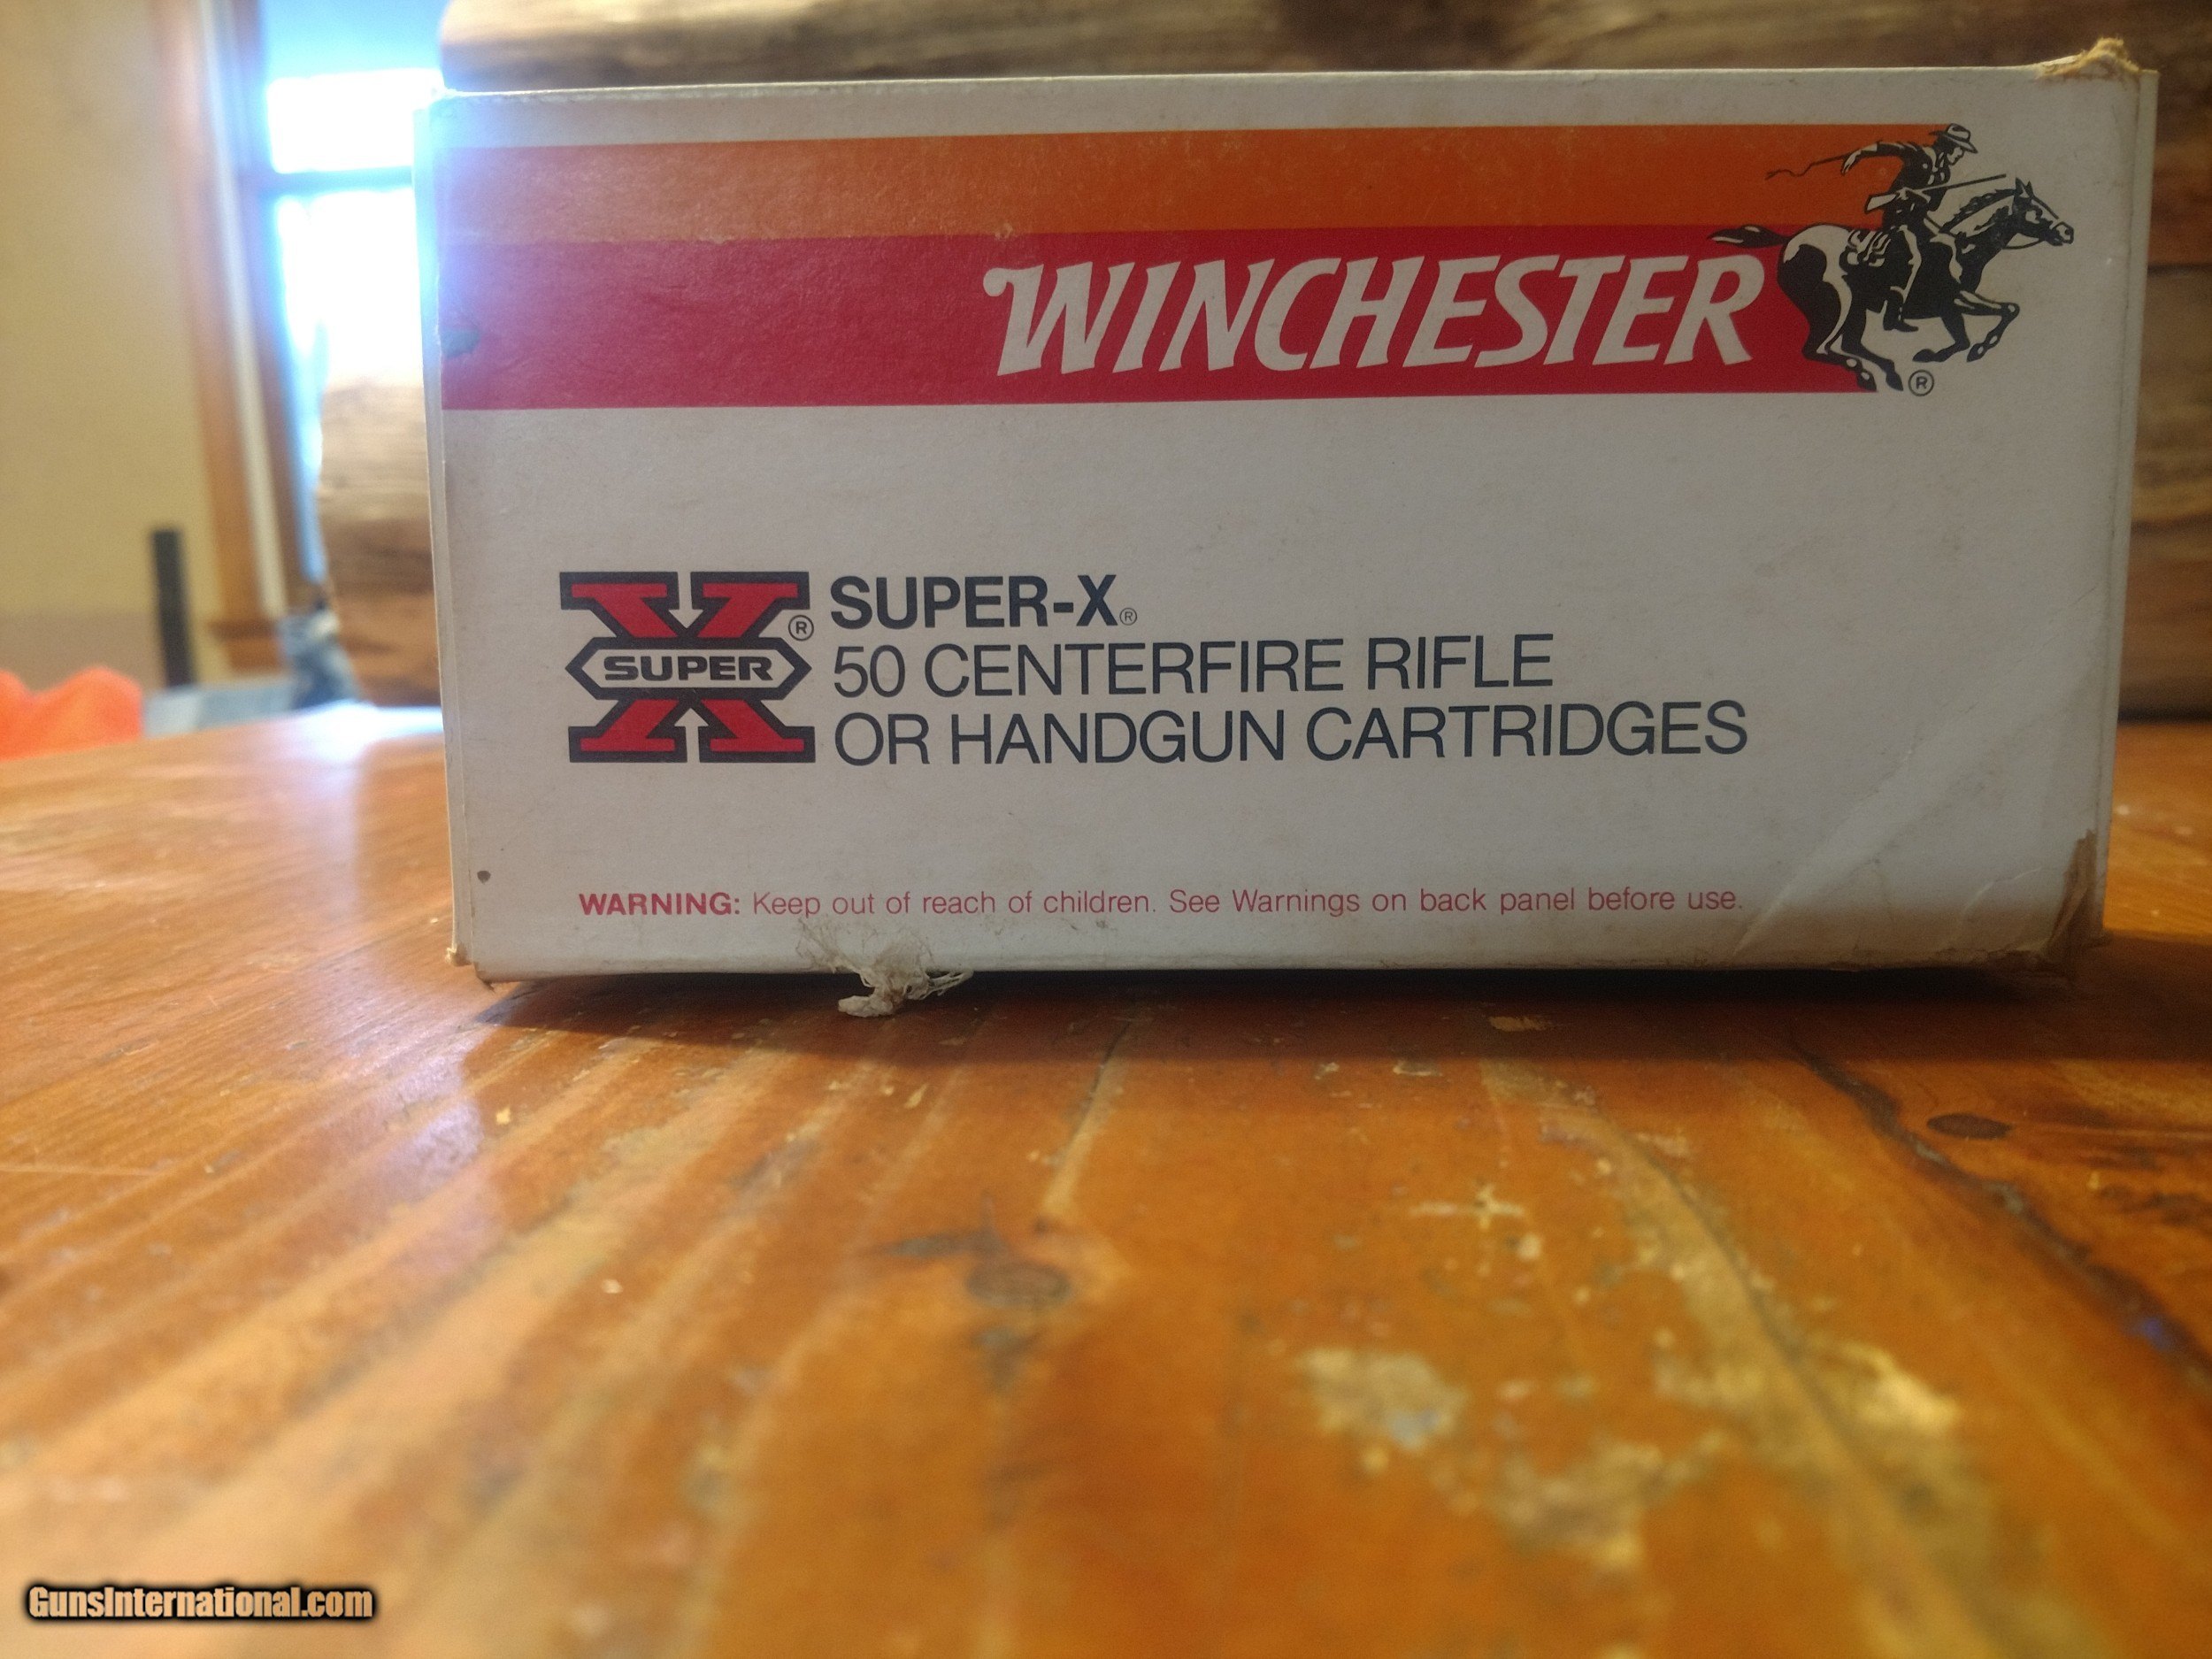 WINCHESTER®
SUPER®
SUPER-X®
50 CENTERFIRE RIFLE
OR HANDGUN CARTRIDGES
WARNING: Keep out of reach of children. See Warnings on back panel before use.
GunsInternational.com